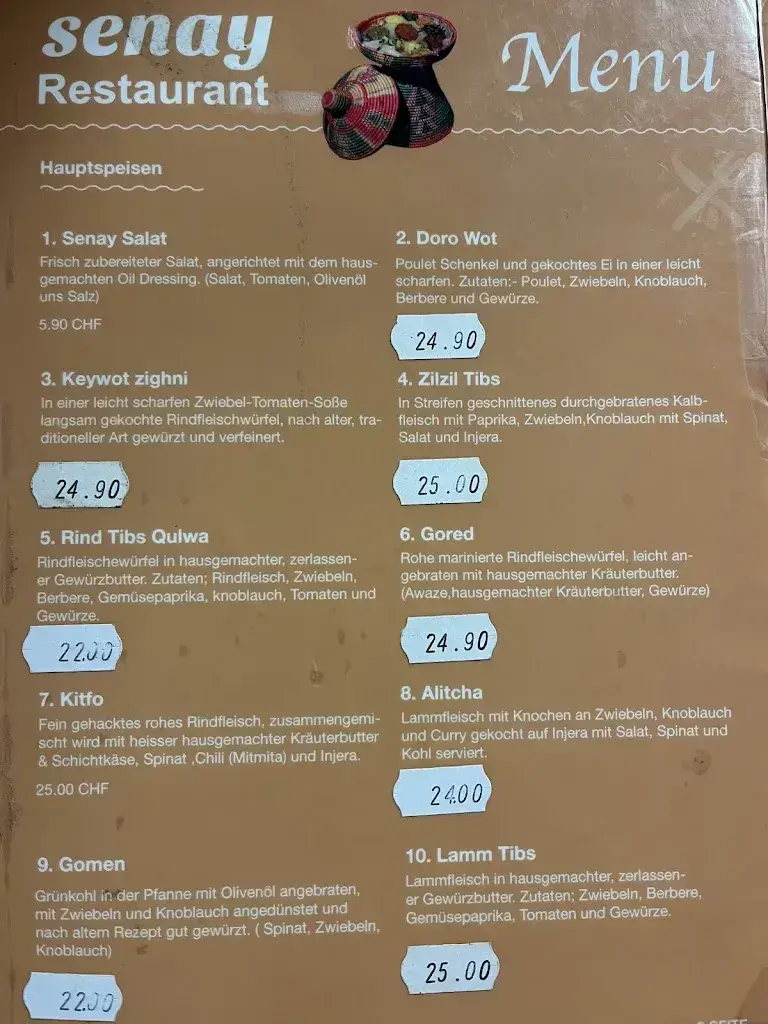 senay
Restaurant
Menu
Hauptspeisen
1. Senay Salat
Frisch zubereiteter Salat, angerichtet mit dem haus-
gemachten Oil Dressing. (Salat, Tomaten, Olivenöl
uns Salz)
5.90 CHF
2. Doro Wot
Poulet Schenkel und gekochtes Ei in einer leicht
scharfen. Zutaten:- Poulet, Zwiebeln, Knoblauch,
Berbere und Gewürze.
24.90
3. Keywot zighni
In einer leicht scharfen Zwiebel-Tomaten-Soße
langsam gekochte Rindfleischwürfel, nach alter, tra-
ditioneller Art gewürzt und verfeinert.
24.90
4. Zilzil Tibs
In Streifen geschnittenes durchgebratenes Kalb-
fleisch mit Paprika, Zwiebeln,Knoblauch mit Spinat,
Salat und Injera.
25.00
5. Rind Tibs Qulwa
Rindfleischewürfel in hausgemachter, zerlassen-
er Gewürzbutter. Zutaten; Rindfleisch, Zwiebeln,
Berbere, Gemüsepaprika, knoblauch, Tomaten und
Gewürze.
22.00
6. Gored
Rohe marinierte Rindfleischewürfel, leicht an-
gebraten mit hausgemachter Kräuterbutter.
(Awaze,hausgemachter Kräuterbutter, Gewürze)
24.90
7. Kitfo
Fein gehacktes rohes Rindfleisch, zusammengemi-
scht wird mit heisser hausgemachter Kräuterbutter
& Schichtkäse, Spinat ,Chili (Mitmita) und Injera.
25.00 CHF
8. Alitcha
Lammfleisch mit Knochen an Zwiebeln, Knoblauch
und Curry gekocht auf Injera mit Salat, Spinat und
Kohl serviert.
24.00
9. Gomen
Grünkohl in der Pfanne mit Olivenöl angebraten,
mit Zwiebeln und Knoblauch angedünstet und
nach altem Rezept gut gewürzt. ( Spinat, Zwiebeln,
Knoblauch)
22.00
10. Lamm Tibs
Lammfleisch in hausgemachter, zerlassen-
er Gewürzbutter. Zutaten; Zwiebeln, Berbere,
Gemüsepaprika, Tomaten und Gewürze.
25.00